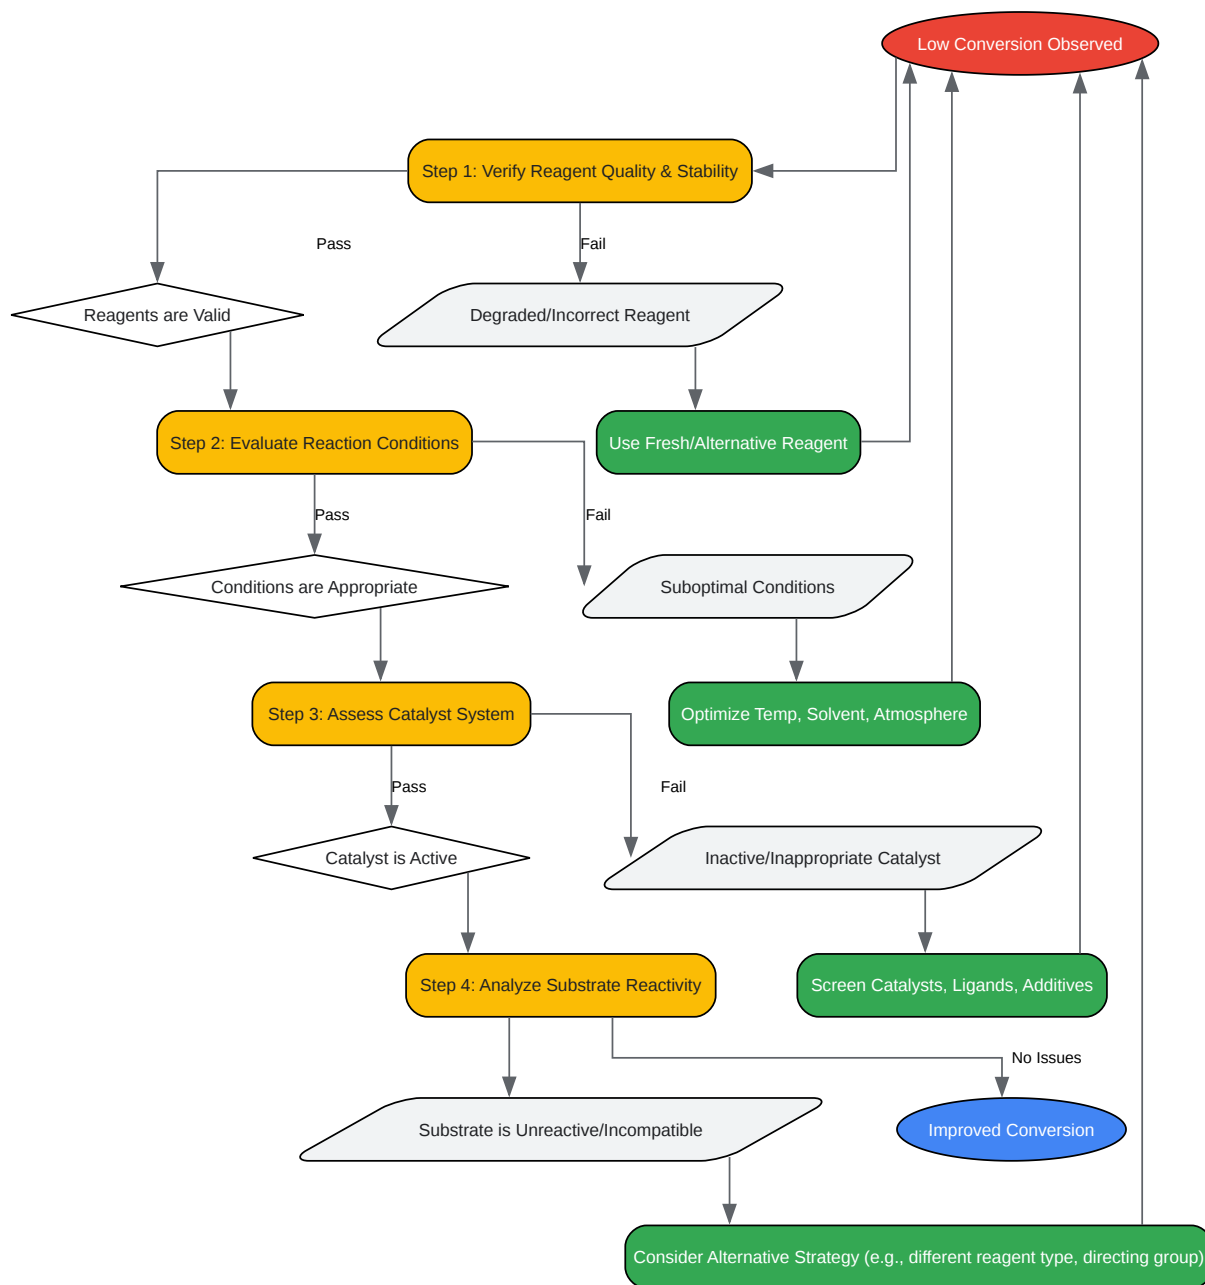 Low Conversion Observed
Step 1: Verify Reagent Quality & Stability
Pass
Fail
Reagents are Valid
Degraded/Incorrect Reagent
Step 2: Evaluate Reaction Conditions
Use Fresh/Alternative Reagent
Pass
Fail
Conditions are Appropriate
Suboptimal Conditions
Step 3: Assess Catalyst System
Optimize Temp, Solvent, Atmosphere
Pass
Fail
Catalyst is Active
Inactive/Inappropriate Catalyst
Step 4: Analyze Substrate Reactivity
Screen Catalysts, Ligands, Additives
No Issues
Substrate is Unreactive/Incompatible
Improved Conversion
Consider Alternative Strategy (e.g., different reagent type, directing group)